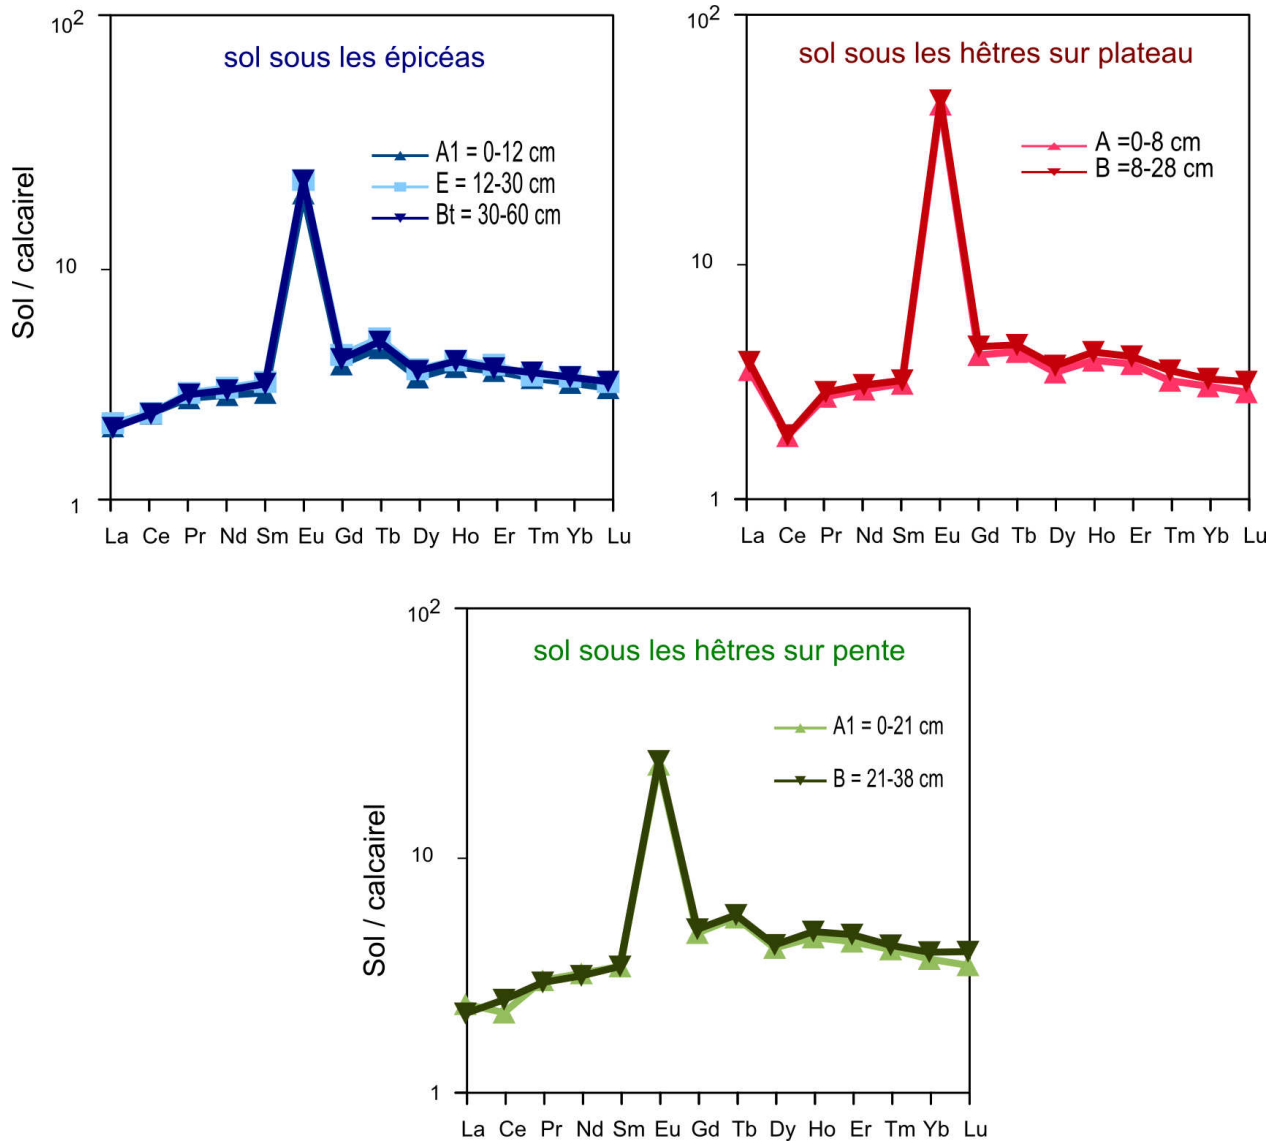 10²
sol sous les épicéas
A1 = 0-12 cm
E = 12-30 cm
Bt = 30-60 cm
Sol / calcairel
10
1
La Ce Pr Nd Sm Eu Gd Tb Dy Ho Er Tm Yb Lu
10²
sol sous les hêtres sur plateau
A =0-8 cm
B =8-28 cm
10
1
La Ce Pr Nd Sm Eu Gd Tb Dy Ho Er Tm Yb Lu
10²
sol sous les hêtres sur pente
A1 = 0-21 cm
B = 21-38 cm
Sol / calcairel
10
1
La Ce Pr Nd Sm Eu Gd Tb Dy Ho Er Tm Yb Lu